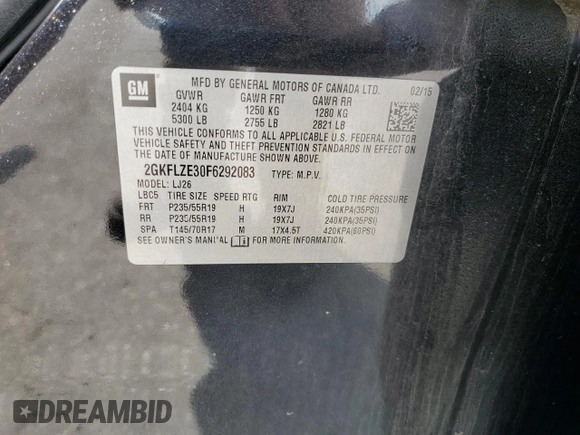 GM
MFD BY GENERAL MOTORS OF CANADA LTD. 02/15
GVWR GAWR FRT GAWR RR
2404 KG 1250 KG 1280 KG
5300 LB 2755 LB 2821 LB
THIS VEHICLE CONFORMS TO ALL APPLICABLE U.S. FEDERAL MOTOR
VEHICLE SAFETY AND THEFT PREVENTION STANDARDS IN EFFECT ON THE DATE OF
MANUFACTURE SHOWN ABOVE.
2GKFLZE30F6292083 TYPE: M.P.V.
MODEL: LJ26
LBC5 TIRE SIZE SPEED RTG RIM COLD TIRE PRESSURE
FRT P235/55R19 H 19X7J 240KPA(35PSI)
RR P235/55R19 H 19X7J 240KPA(35PSI)
SPA T145/70R17 M 17X4.5T 420KPA(60PSI)
SEE OWNER'S MANUAL FOR MORE INFORMATION.
DREAMBID